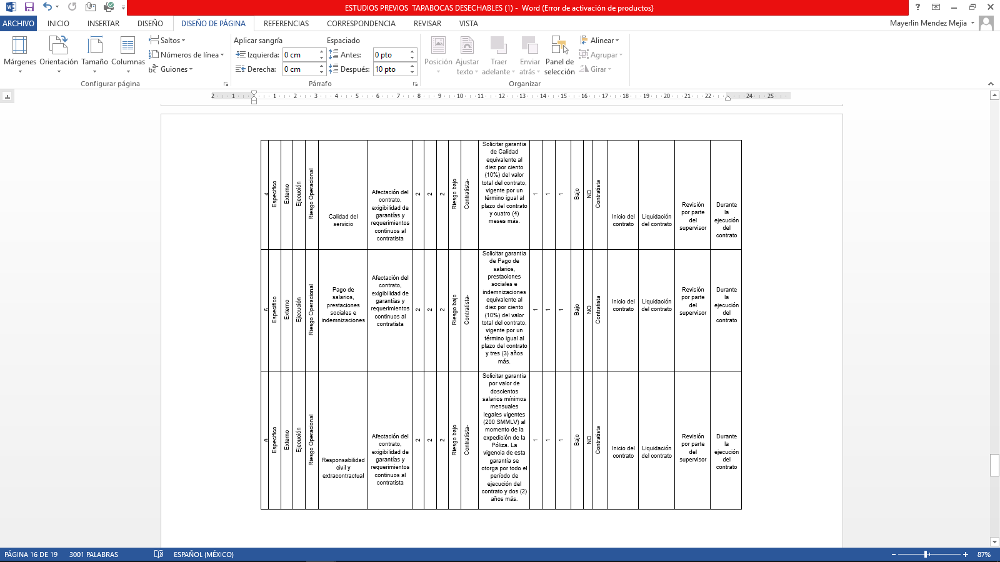 ESTUDIOS PREVIOS  TAPABOCAS DESECHABLES (1) -  Word (Error de activación de productos)
ARCHIVO INICIO INSERTAR DISEÑO DISEÑO DE PÁGINA REFERENCIAS CORRESPONDENCIA REVISAR VISTA
Mayerlin Mendez Mejia
Márgenes
Orientación
Tamaño
Columnas
Saltos
Números de línea
Guiones
Configurar página
Aplicar sangría
Izquierda: 0 cm
Derecha: 0 cm
Espaciado
Antes: 0 pto
Después: 10 pto
Párrafo
Posición
Ajustar
texto
Traer
adelante
Enviar
atrás
Panel de
selección
Alinear
Agrupar
Girar
Organizar
2 1 1 2 3 4 5 6 7 8 9 10 11 12 13 14 15 16 17 18 19 20 21 22 24 25
4
Especifico
Externo
Ejecución
Riesgo Operacional
Calidad del
servicio
Afectación del
contrato,
exigibilidad de
garantías y
requerimientos
continuos al
contratista
2
2
2
Riesgo bajo
Contratista-
Solicitar garantía
de Calidad
equivalente al
diez por ciento
(10%) del valor
total del contrato,
vigente por un
término igual al
plazo del contrato
y cuatro (4)
meses más.
1
1
1
Bajo
NO
Contratista
Inicio del
contrato
Liquidación
del contrato
Revisión
por parte
del
supervisor
Durante
la
ejecución
del
contrato
5
Especifico
Externo
Ejecución
Riesgo Operacional
Pago de
salarios,
prestaciones
sociales e
indemnizaciones
Afectación del
contrato,
exigibilidad de
garantías y
requerimientos
continuos al
contratista
2
2
2
Riesgo bajo
Contratista-
Solicitar garantía
de Pago de
salarios,
prestaciones
sociales e
indemnizaciones
equivalente al
diez por ciento
(10%) del valor
total del contrato,
vigente por un
término igual al
plazo del contrato
y tres (3) años
más.
1
1
1
Bajo
NO
Contratista
Inicio del
contrato
Liquidación
del contrato
Revisión
por parte
del
supervisor
Durante
la
ejecución
del
contrato
6
Especifico
Externo
Ejecución
Riesgo Operacional
Responsabilidad
civil y
extracontractual
Afectación del
contrato,
exigibilidad de
garantías y
requerimientos
continuos al
contratista
2
2
2
Riesgo bajo
Contratista-
Solicitar garantía
por valor de
doscientos
salarios mínimos
mensuales
legales vigentes
(200 SMMLV) al
momento de la
expedición de la
Póliza. La
vigencia de esta
garantía se
otorga por todo el
período de
ejecución del
contrato y dos (2)
años más.
1
1
1
Bajo
NO
Contratista
Inicio del
contrato
Liquidación
del contrato
Revisión
por parte
del
supervisor
Durante
la
ejecución
del
contrato
PÁGINA 16 DE 19 3001 PALABRAS ESPAÑOL (MÉXICO) 87%